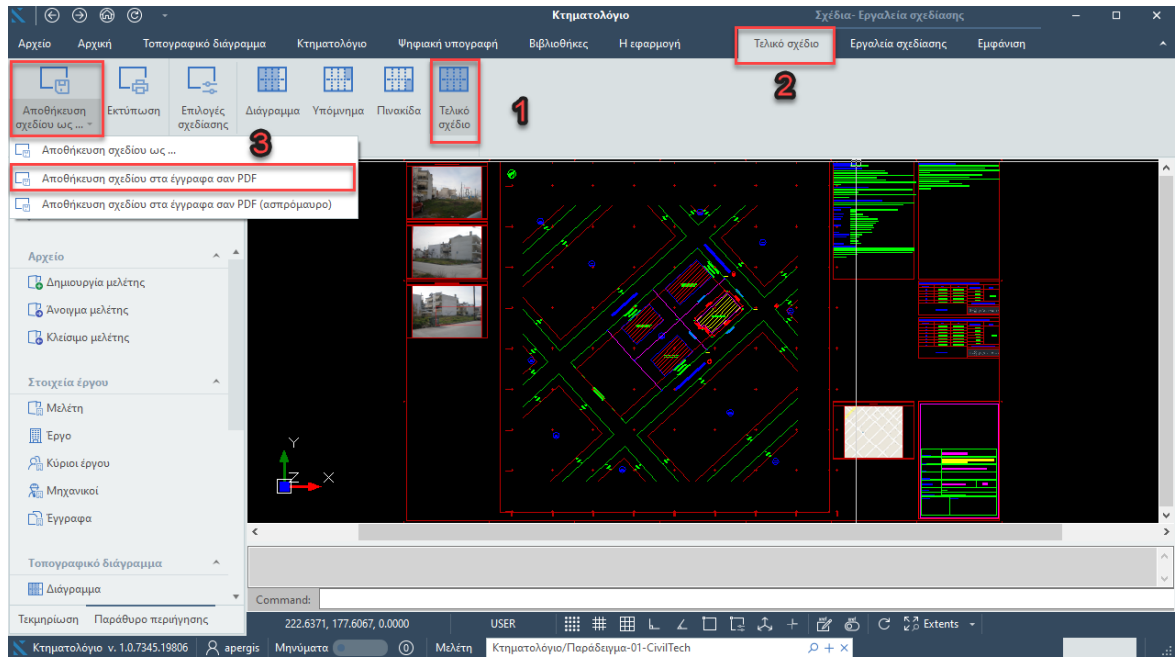 Κτηματολόγιο
Σχέδια- Εργαλεία σχεδίασης
Αρχείο Αρχική Τοπογραφικό διάγραμμα Κτηματολόγιο Ψηφιακή υπογραφή Βιβλιοθήκες Η εφαρμογή Τελικό σχέδιο Εργαλεία σχεδίασης Εμφάνιση
2
Αποθήκευση σχεδίου ως ...
Εκτύπωση
Επιλογές σχεδίασης
Διάγραμμα
Υπόμνημα
Πινακίδα
Τελικό σχέδιο
1
3
Αποθήκευση σχεδίου ως ...
Αποθήκευση σχεδίου στα έγγραφα σαν PDF
Αποθήκευση σχεδίου στα έγγραφα σαν PDF (ασπρόμαυρο)
Αρχείο
Δημιουργία μελέτης
Άνοιγμα μελέτης
Κλείσιμο μελέτης
Στοιχεία έργου
Μελέτη
Έργο
Κύριοι έργου
Μηχανικοί
Έγγραφα
Τοπογραφικό διάγραμμα
Διάγραμμα
Τεκμηρίωση Παράθυρο περιήγησης
Y
Z X
Command:
222.6371, 177.6067, 0.0000 USER Extents
Κτηματολόγιο v. 1.0.7345.19806 apergis Μηνύματα 0 Μελέτη Κτηματολόγιο/Παράδειγμα-01-CivilTech